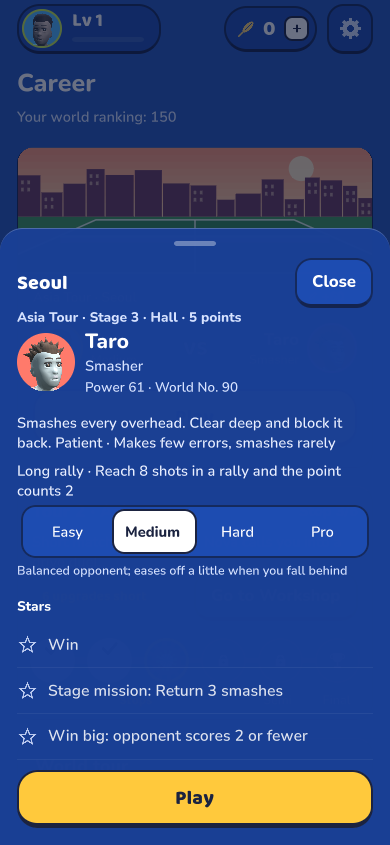 Lv 1
0
+
Career
Your world ranking: 150
Seoul
Close
Asia Tour · Stage 3 · Hall · 5 points
Taro
Smasher
Power 61 · World No. 90
Smashes every overhead. Clear deep and block it
back. Patient · Makes few errors, smashes rarely
Long rally · Reach 8 shots in a rally and the point
counts 2
Easy
Medium
Hard
Pro
Balanced opponent; eases off a little when you fall behind
Stars
Win
Stage mission: Return 3 smashes
Win big: opponent scores 2 or fewer
Play